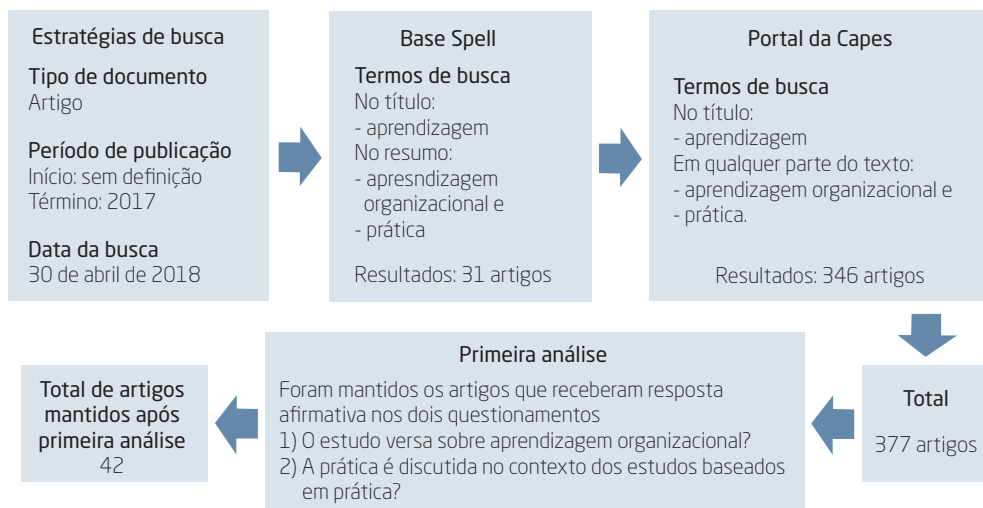 Estratégias de busca
Tipo de documento
Artigo
Período de publicação
Início: sem definição
Término: 2017
Data da busca
30 de abril de 2018
Base Spell
Termos de busca
No título:
- aprendizagem
No resumo:
- apresndizagem
organizacional e
- prática
Resultados: 31 artigos
Portal da Capes
Termos de busca
No título:
- aprendizagem
Em qualquer parte do texto:
- aprendizagem organizacional e
- prática.
Resultados: 346 artigos
Total
377 artigos
Primeira análise
Foram mantidos os artigos que receberam resposta
afirmativa nos dois questionamentos
1) O estudo versa sobre aprendizagem organizacional?
2) A prática é discutida no contexto dos estudos baseados
em prática?
Total de artigos
mantidos após
primeira análise
42